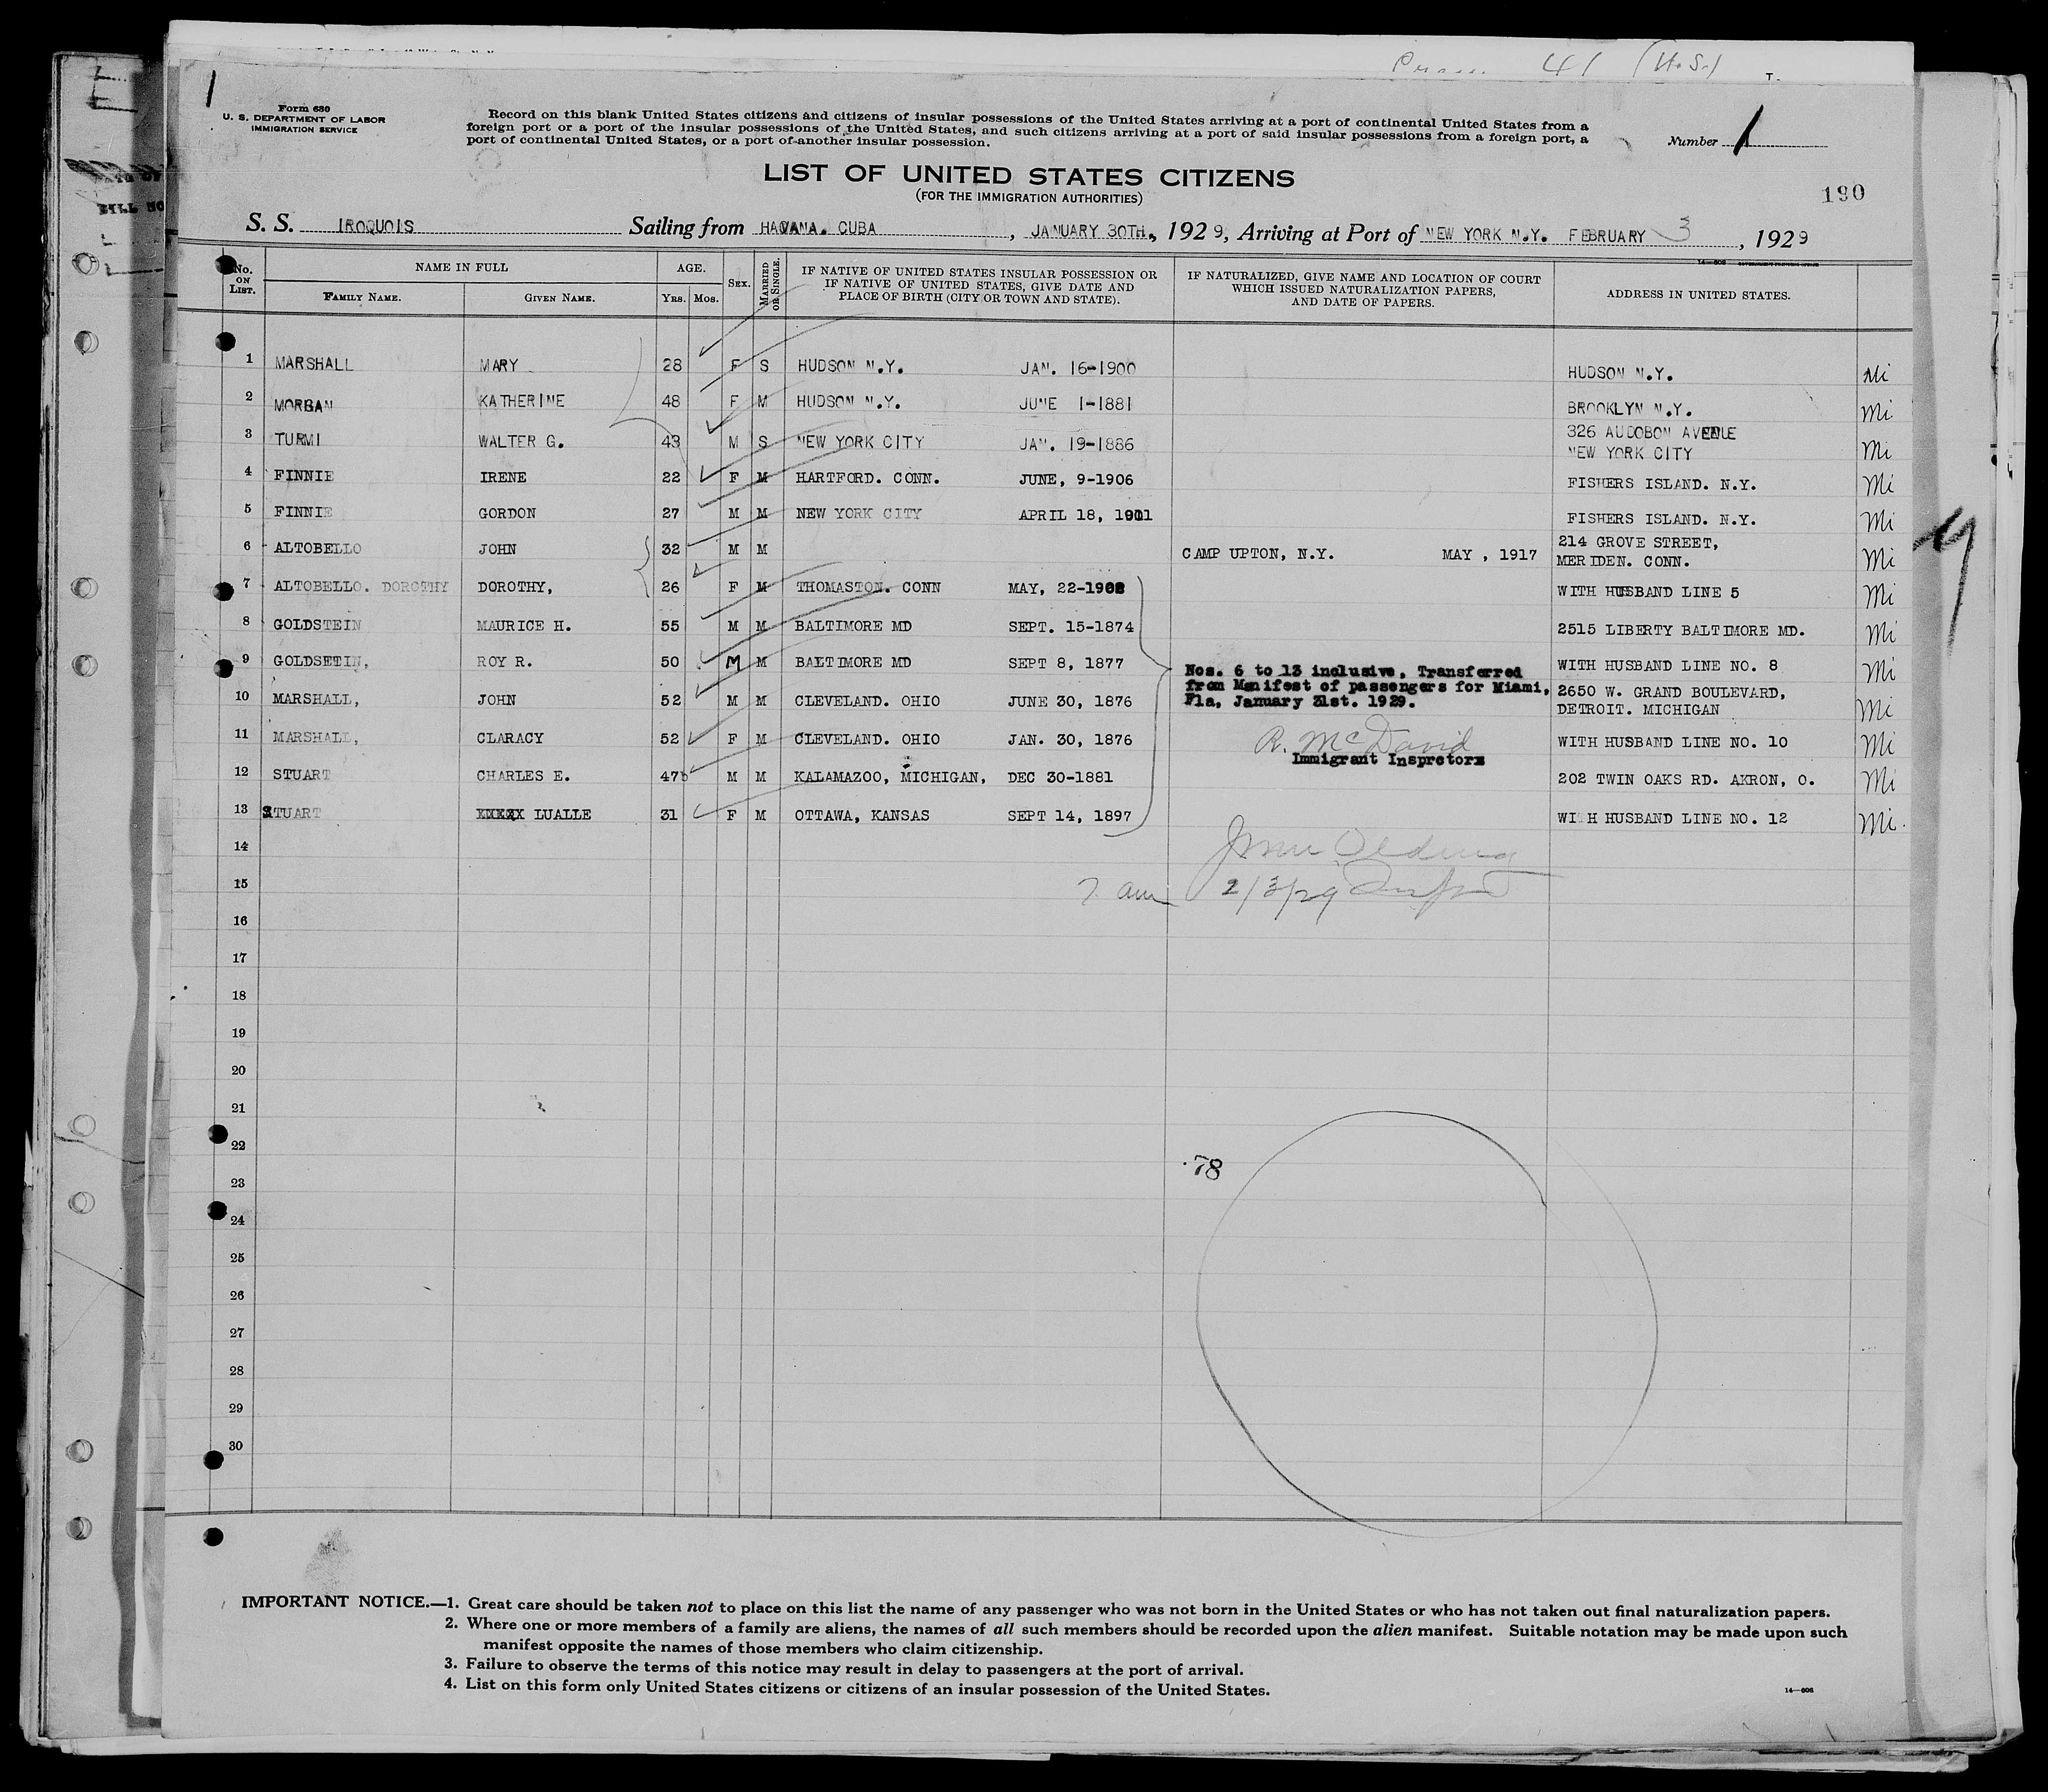 41 (U.S.)
1
Form 630
U. S. DEPARTMENT OF LABOR
IMMIGRATION SERVICE
Record on this blank United States citizens and citizens of insular possessions of the United States arriving at a port of continental United States from a
foreign port or a port of the insular possessions of the United States, and such citizens arriving at a port of said insular possessions from a foreign port, a
port of continental United States, or a port of another insular possession.
Number 1
LIST OF UNITED STATES CITIZENS
(FOR THE IMMIGRATION AUTHORITIES)
190
S. S. IROQUOIS Sailing from HAVANA. CUBA, JANUARY 30TH., 1929, Arriving at Port of NEW YORK N.Y. FEBRUARY 3, 1929
No. ON LIST. NAME IN FULL FAMILY NAME. GIVEN NAME. AGE. YRS. MOS. SEX. MARRIED OR SINGLE. IF NATIVE OF UNITED STATES INSULAR POSSESSION OR IF NATIVE OF UNITED STATES, GIVE DATE AND PLACE OF BIRTH (CITY OR TOWN AND STATE). IF NATURALIZED, GIVE NAME AND LOCATION OF COURT WHICH ISSUED NATURALIZATION PAPERS, AND DATE OF PAPERS. ADDRESS IN UNITED STATES.
1 MARSHALL MARY 28 F S HUDSON N.Y. JAN. 16-1900 HUDSON N.Y. Mi
2 MORGAN KATHERINE 48 F M HUDSON N.Y. JUNE 1-1881 BROOKLYN N.Y. Mi
3 TURMI WALTER G. 43 M S NEW YORK CITY JAN. 19-1886 326 AUDOBON AVENUE
NEW YORK CITY Mi
4 FINNIE IRENE 22 F M HARTFORD. CONN. JUNE, 9-1906 FISHERS ISLAND. N.Y. Mi
5 FINNIE GORDON 27 M M NEW YORK CITY APRIL 18, 1901 FISHERS ISLAND. N.Y. Mi
6 ALTOBELLO JOHN 32 M M CAMP UPTON, N.Y. MAY , 1917 214 GROVE STREET,
MERIDEN. CONN. Mi
7 ALTOBELLO. DOROTHY DOROTHY, 26 F M THOMASTON. CONN MAY, 22-1902 WITH HUSBAND LINE 5 Mi
8 GOLDSTEIN MAURICE H. 55 M M BALTIMORE MD SEPT. 15-1874 2515 LIBERTY BALTIMORE MD. Mi
9 GOLDSETIN, ROY R. 50 M M BALTIMORE MD SEPT 8, 1877 WITH HUSBAND LINE NO. 8 Mi
Nos. 6 to 13 inclusive, Transferred
from Manifest of passengers for Miami,
Fla, January 31st. 1929.
10 MARSHALL, JOHN 52 M M CLEVELAND. OHIO JUNE 30, 1876 2650 W. GRAND BOULEVARD,
DETROIT. MICHIGAN Mi
11 MARSHALL, CLARACY 52 F M CLEVELAND. OHIO JAN. 30, 1876 WITH HUSBAND LINE NO. 10 Mi
R. McDavid
Immigrant Inspretorx
12 STUART CHARLES E. 47 M M KALAMAZOO, MICHIGAN, DEC 30-1881 202 TWIN OAKS RD. AKRON, O. Mi
13 STUART LUALLE 31 F M OTTAWA, KANSAS SEPT 14, 1897 WITH HUSBAND LINE NO. 12 Mi.
14
15 7 am 2/3/29
16
17
18
19
20
21
22
23 78
24
25
26
27
28
29
30
IMPORTANT NOTICE.—1. Great care should be taken not to place on this list the name of any passenger who was not born in the United States or who has not taken out final naturalization papers.
2. Where one or more members of a family are aliens, the names of all such members should be recorded upon the alien manifest. Suitable notation may be made upon such
manifest opposite the names of those members who claim citizenship.
3. Failure to observe the terms of this notice may result in delay to passengers at the port of arrival.
4. List on this form only United States citizens or citizens of an insular possession of the United States.